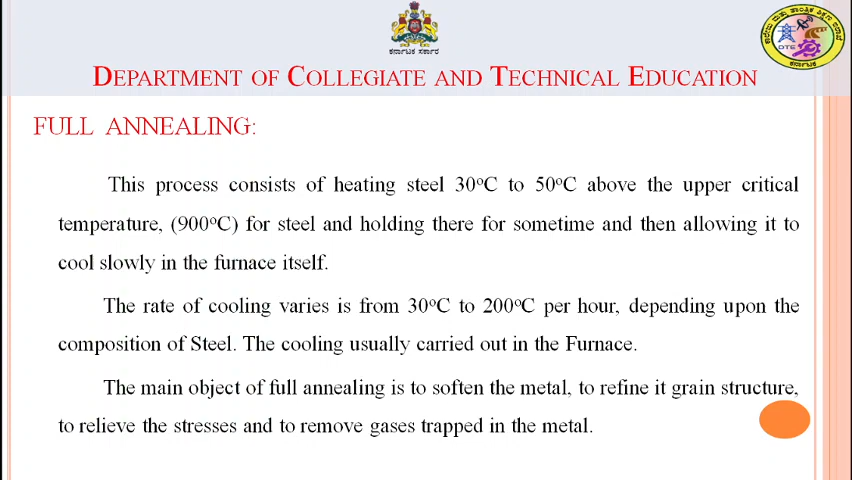 ಕರ್ನಾಟಕ ಸರ್ಕಾರ
DTE
DEPARTMENT OF COLLEGIATE AND TECHNICAL EDUCATION
FULL ANNEALING:
This process consists of heating steel 30°C to 50°C above the upper critical
temperature, (900°C) for steel and holding there for sometime and then allowing it to
cool slowly in the furnace itself.
The rate of cooling varies is from 30°C to 200°C per hour, depending upon the
composition of Steel. The cooling usually carried out in the Furnace.
The main object of full annealing is to soften the metal, to refine it grain structure,
to relieve the stresses and to remove gases trapped in the metal.